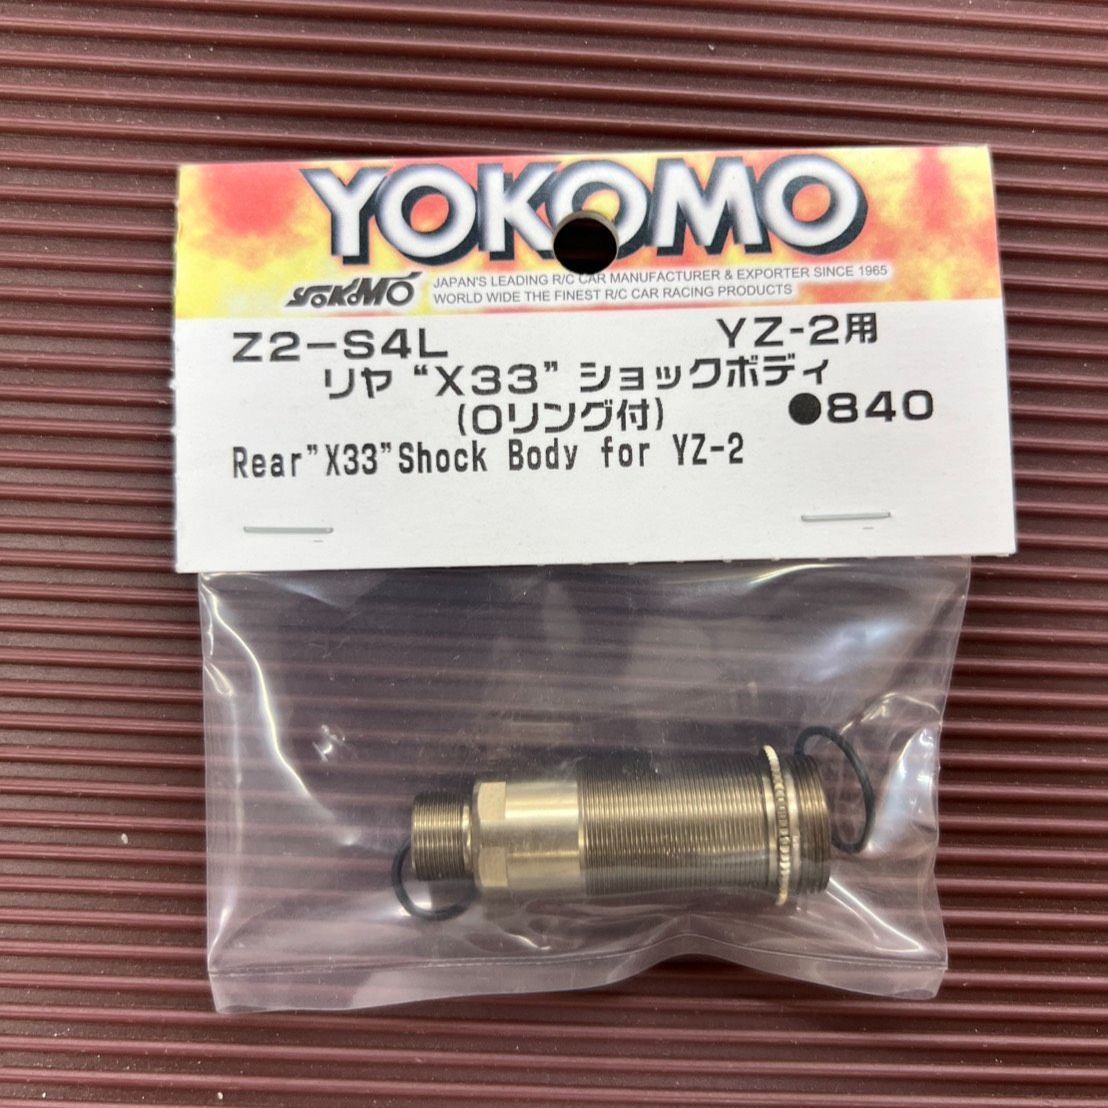 YOKOMO
YOKOMO JAPAN'S LEADING R/C CAR MANUFACTURER & EXPORTER SINCE 1965
WORLD WIDE THE FINEST R/C CAR RACING PRODUCTS
Z2-S4L YZ-2用
リヤ“X33”ショックボディ
(Oリング付) ●840
Rear"X33"Shock Body for YZ-2